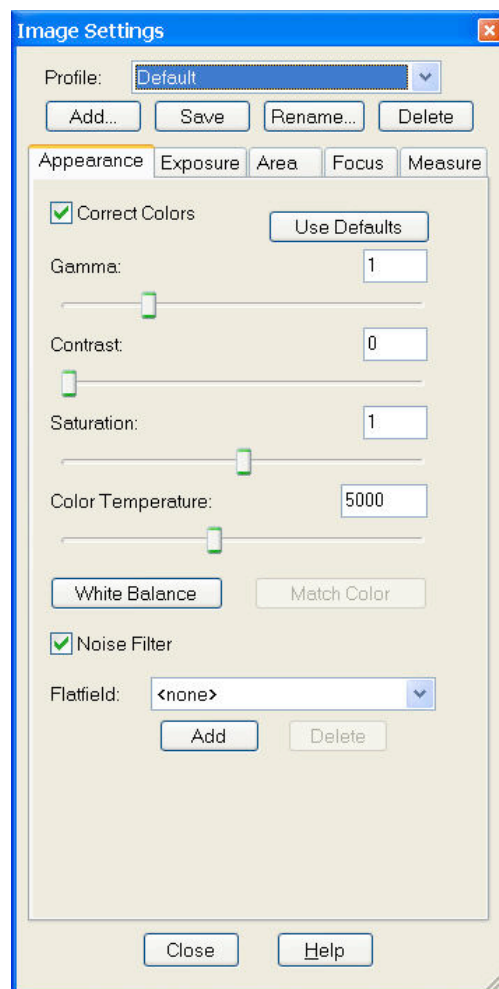 Image Settings
Profile: Default
Add... Save Rename... Delete
Appearance Exposure Area Focus Measure
Correct Colors
Use Defaults
Gamma: 1
Contrast: 0
Saturation: 1
Color Temperature: 5000
White Balance Match Color
Noise Filter
Flatfield: <none>
Add Delete
Close Help